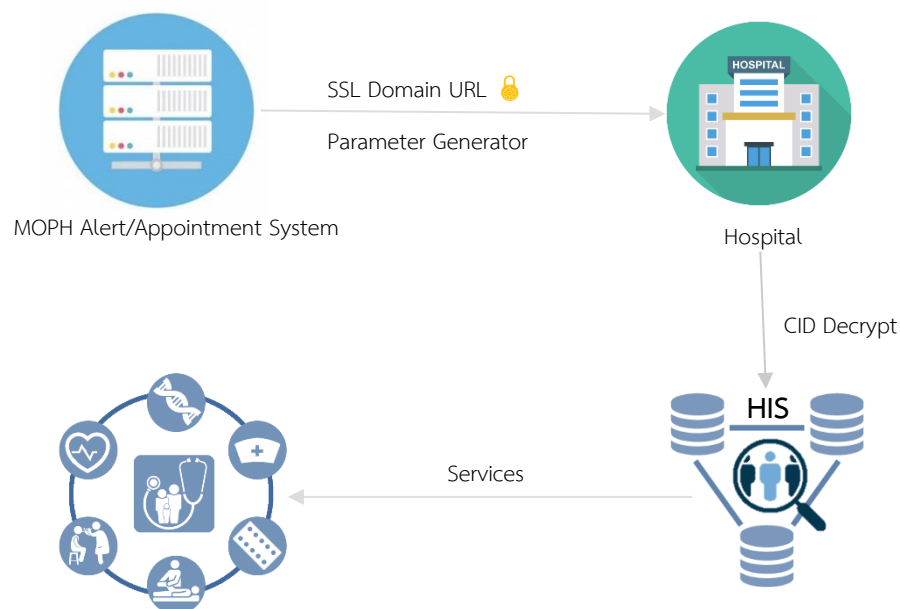 SSL Domain URL
HOSPITAL
Parameter Generator
MOPH Alert/Appointment System
Hospital
CID Decrypt
HIS
Services